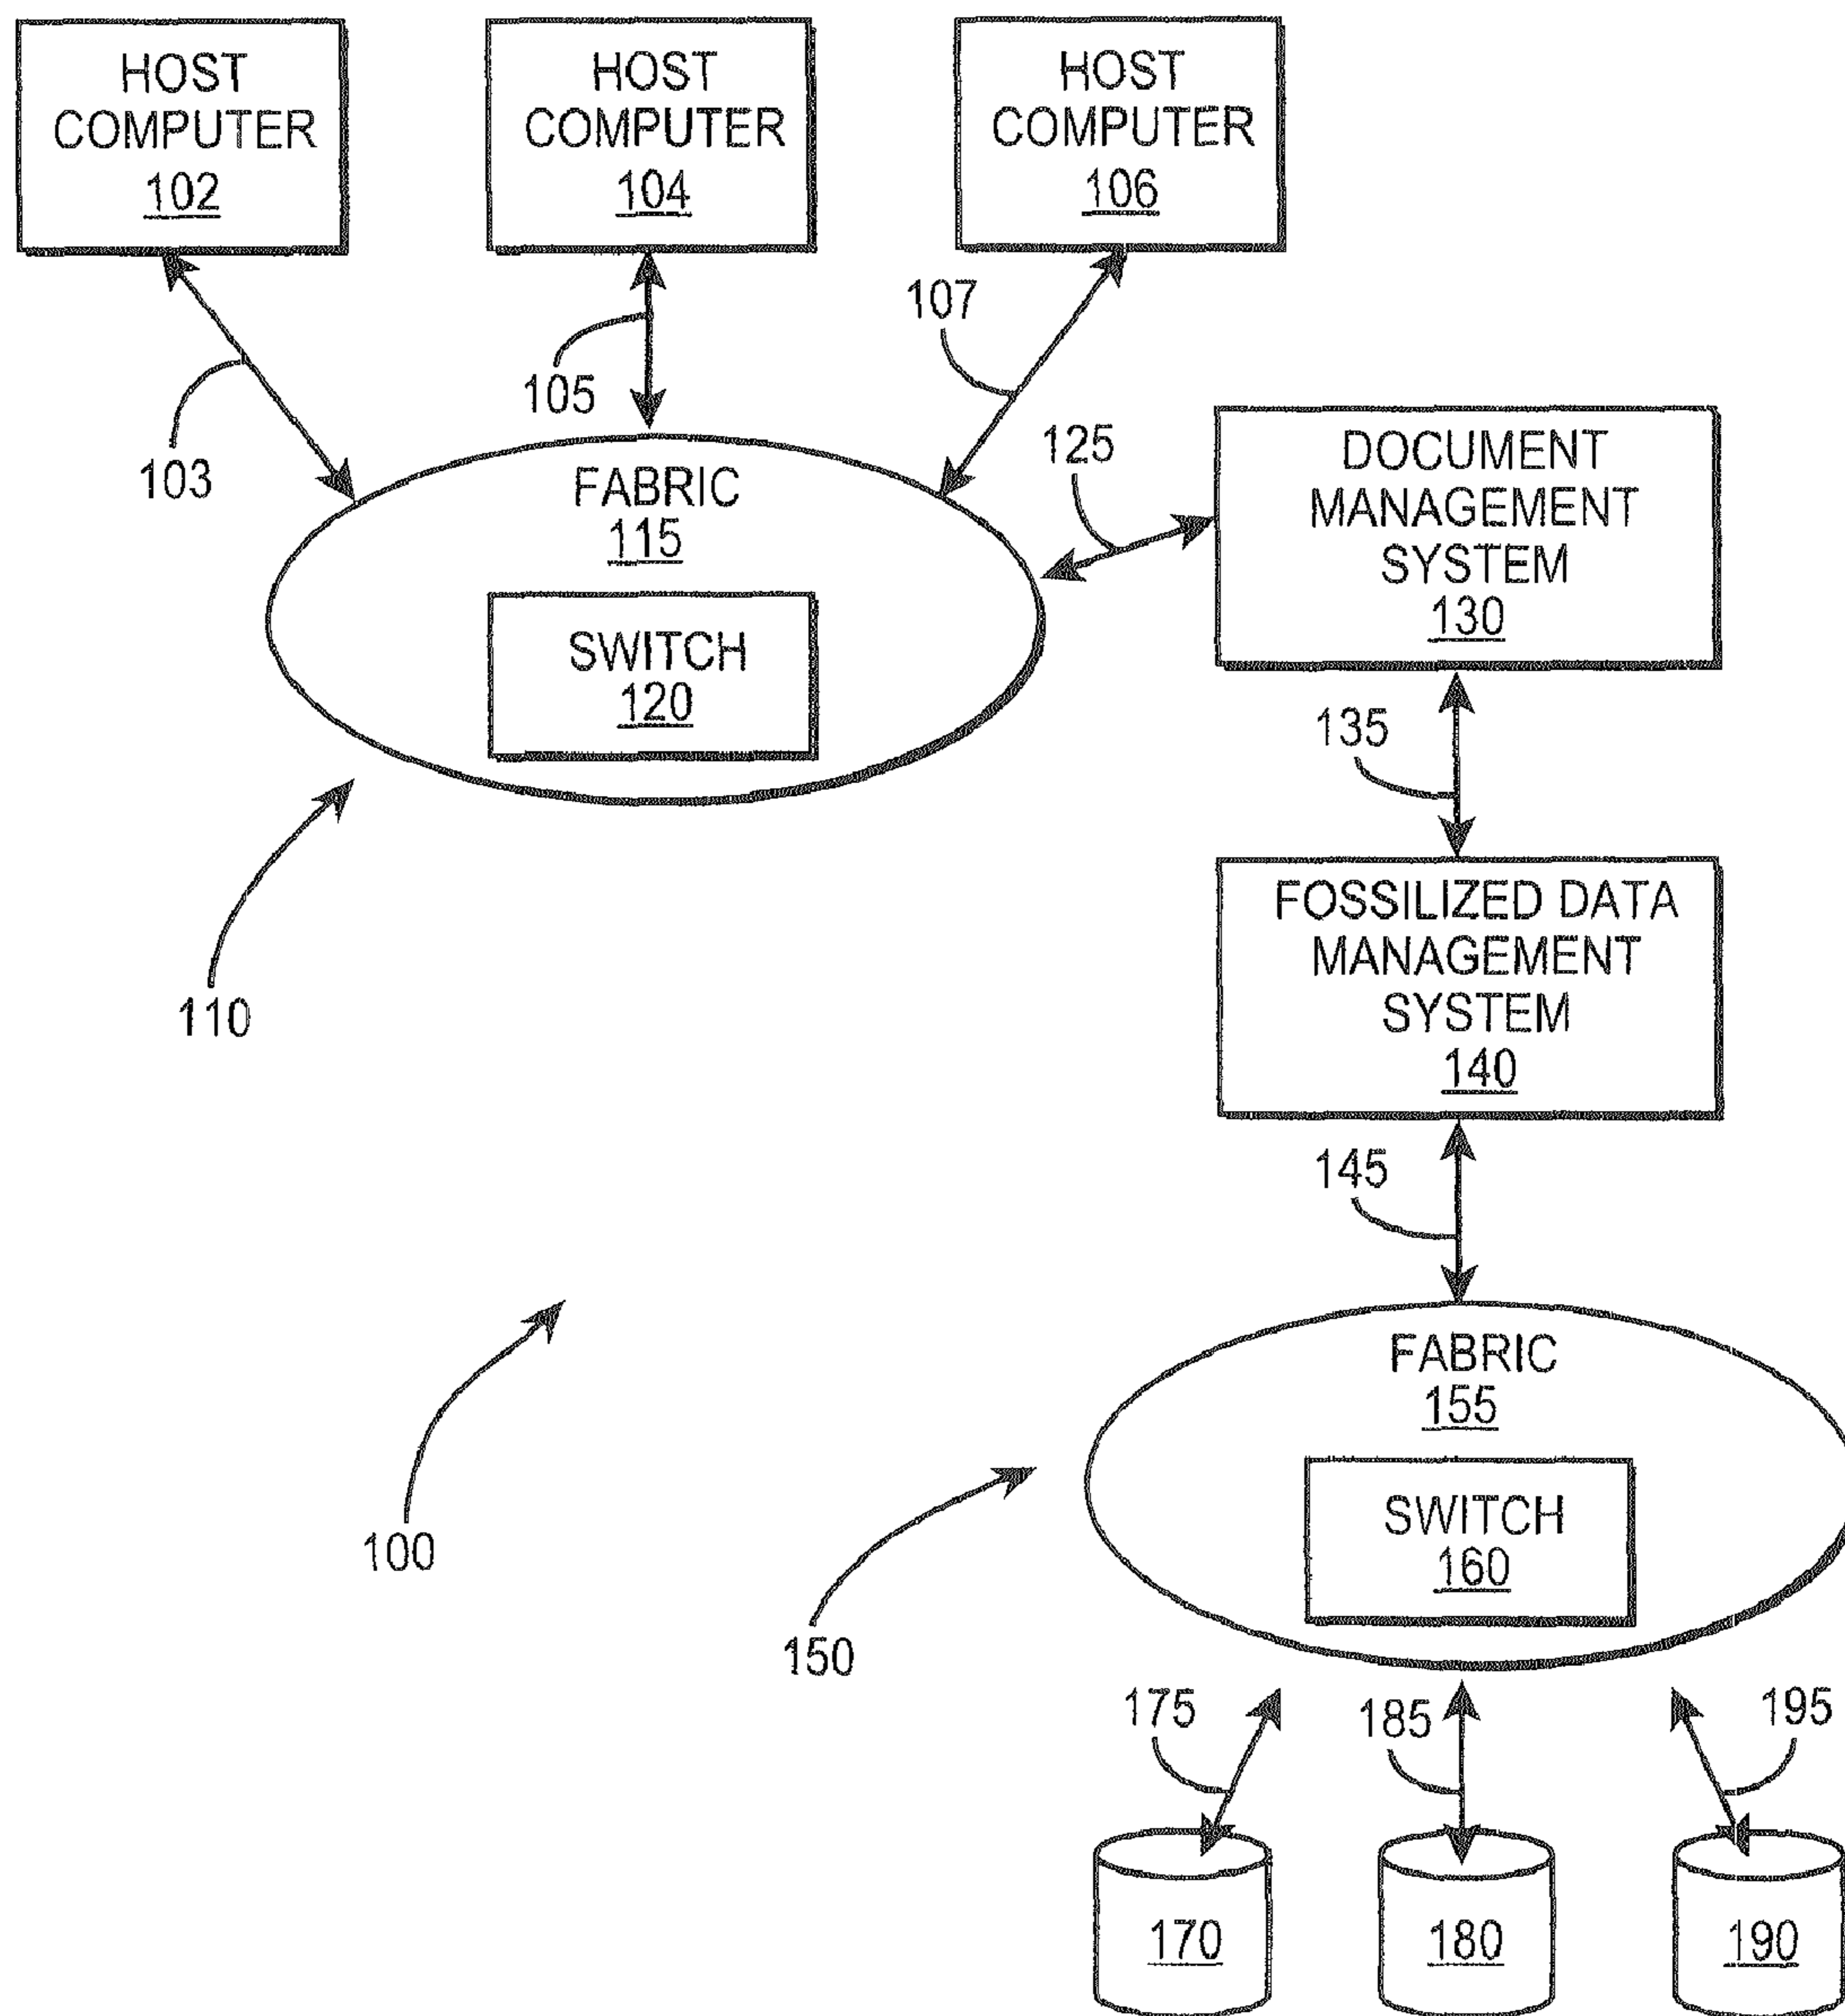 HOST
COMPUTER
102
HOST
COMPUTER
104
HOST
COMPUTER
106
103
105
107
125
FABRIC
115
SWITCH
120
110
DOCUMENT
MANAGEMENT
SYSTEM
130
135
FOSSILIZED DATA
MANAGEMENT
SYSTEM
140
145
100
150
FABRIC
155
SWITCH
160
175
185
195
170
180
190